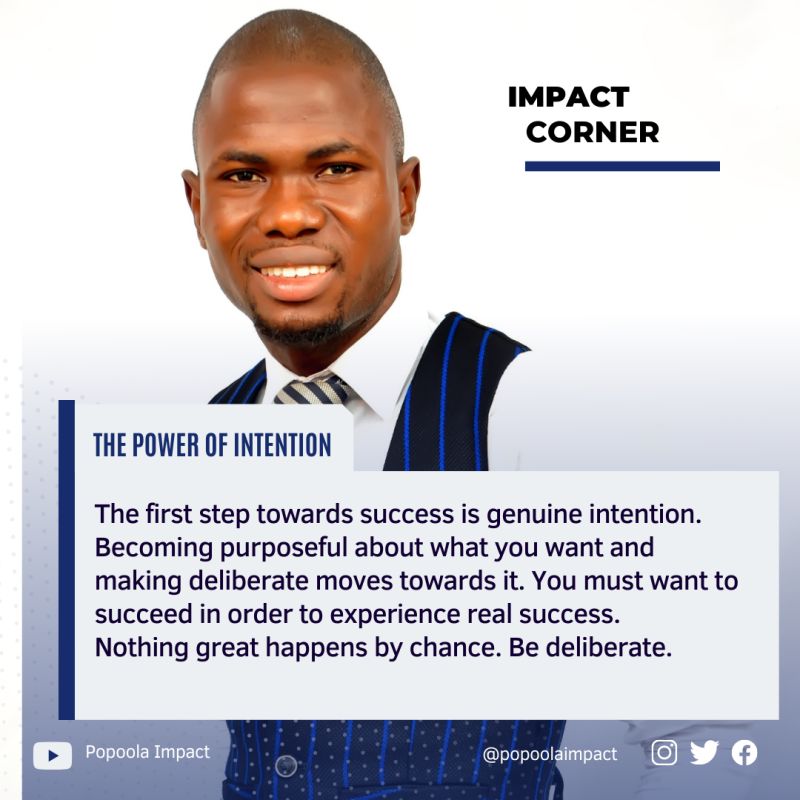 IMPACT
CORNER
THE POWER OF INTENTION
The first step towards success is genuine intention.
Becoming purposeful about what you want and
making deliberate moves towards it. You must want to
succeed in order to experience real success.
Nothing great happens by chance. Be deliberate.
Popoola Impact
@popoolaimpact